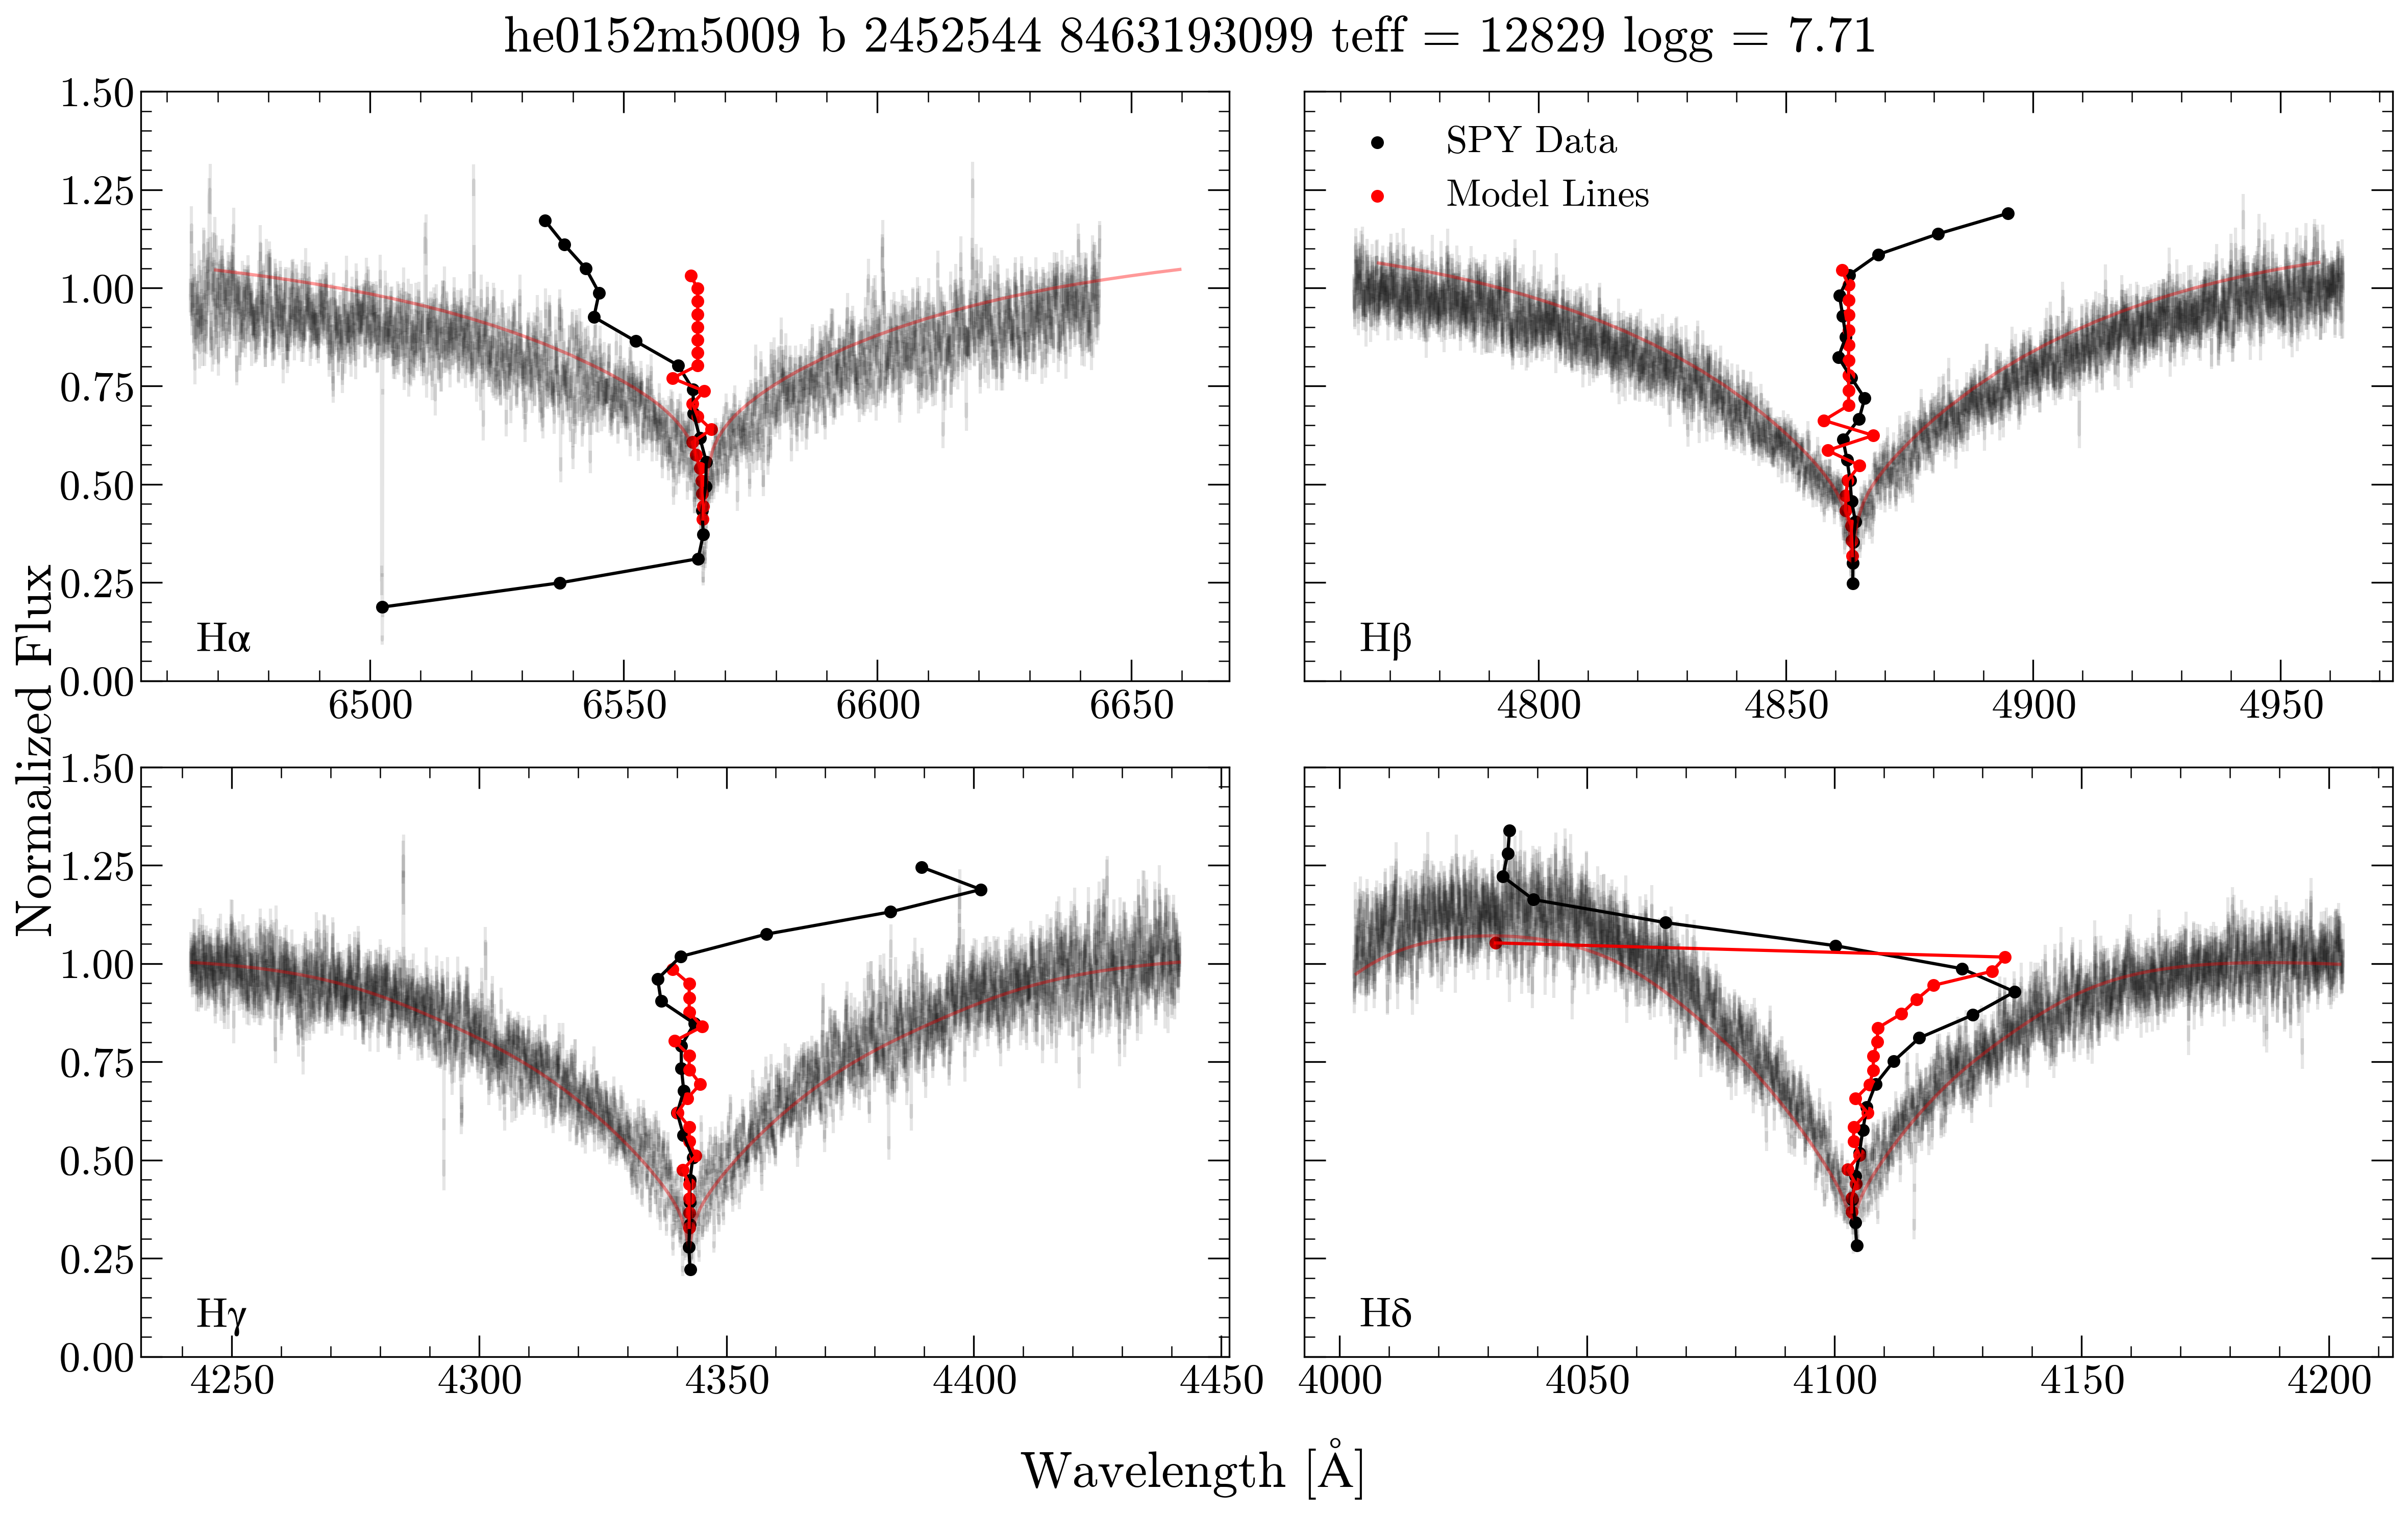 he0152m5009 b 2452544 8463193099 teff = 12829 logg = 7.71
Normalized Flux
1.50
1.25
1.00
0.75
0.50
0.25
0.00
Hα
6500 6550 6600 6650
SPY Data
Model Lines
Hβ
4800 4850 4900 4950
1.50
1.25
1.00
0.75
0.50
0.25
0.00
Hγ
4250 4300 4350 4400 4450
Hδ
4000 4050 4100 4150 4200
Wavelength [Å]